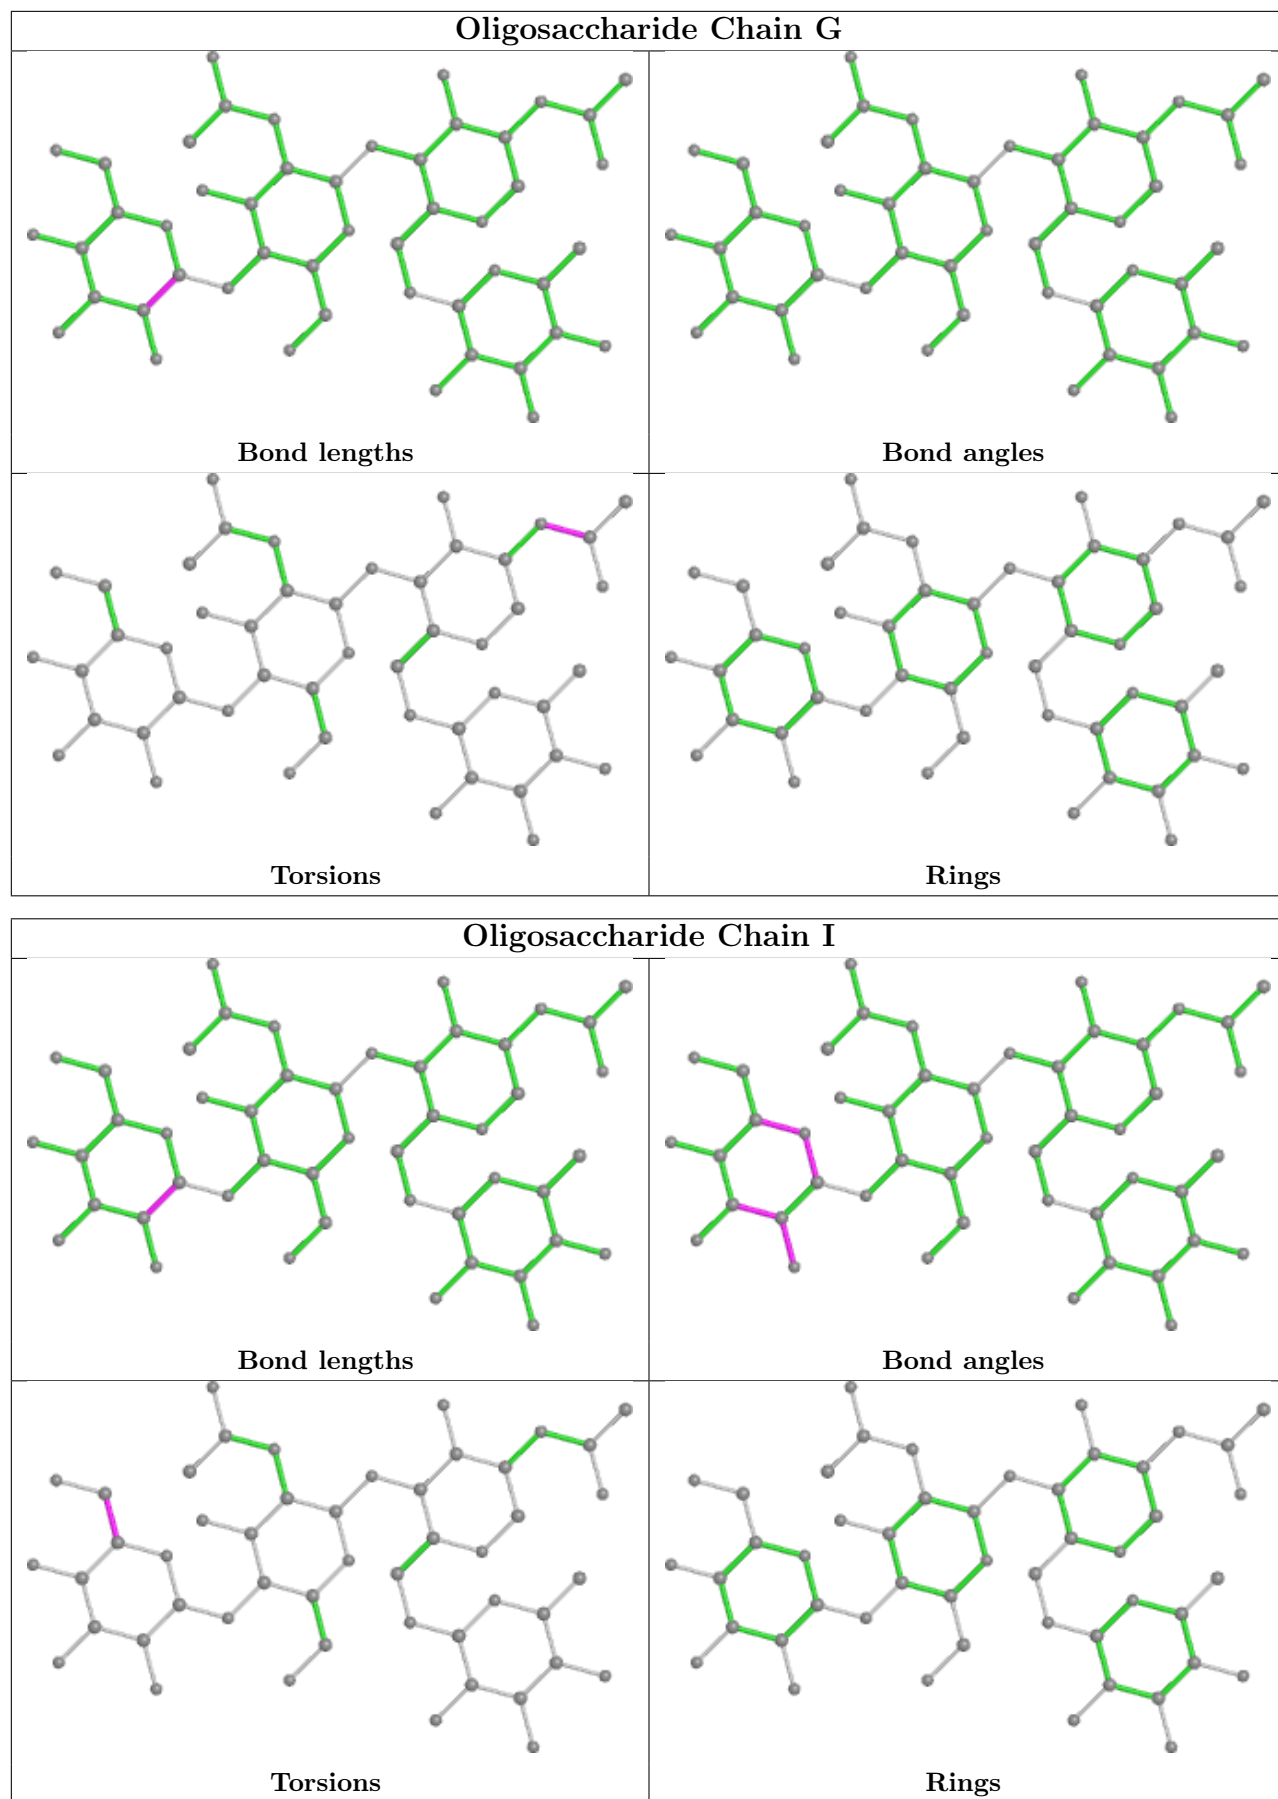 Oligosaccharide Chain G
Bond lengths
Bond angles
Torsions
Rings
Oligosaccharide Chain I
Bond lengths
Bond angles
Torsions
Rings